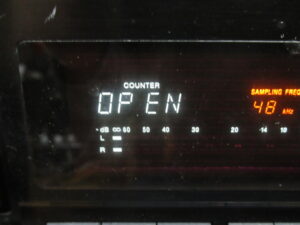 COUNTER
SAMPLING FREQ
OPEN
48 kHz
-dB ∞ 60 50 40 30 20 14 10
L
R